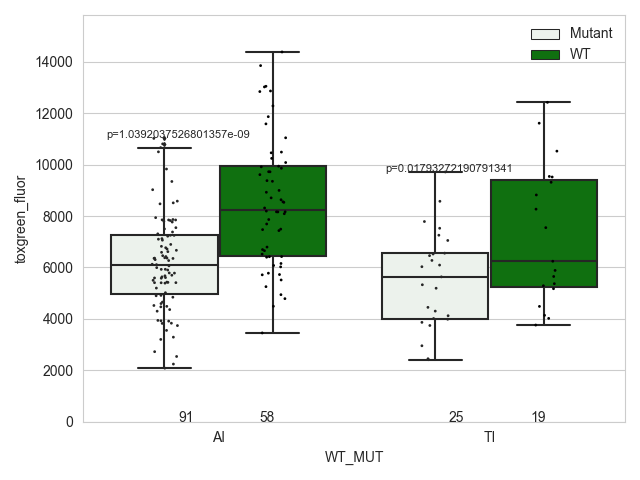 Mutant
WT
14000
12000
10000
8000
6000
4000
2000
0
toxgreen_fluor
p=1.0392037526801357e-09
p=0.01793272190791341
91 58 25 19
AI TI
WT_MUT